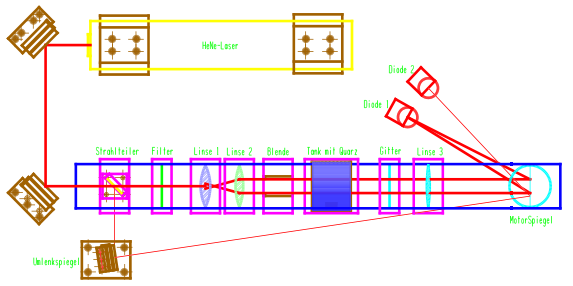 HeNe-Laser
Diode 2
Diode 1
Strahlteiler
Filter
Linse 1
Linse 2
Blende
Tank mit Quarz
Gitter
Linse 3
MotorSpiegel
Umlenkspiegel